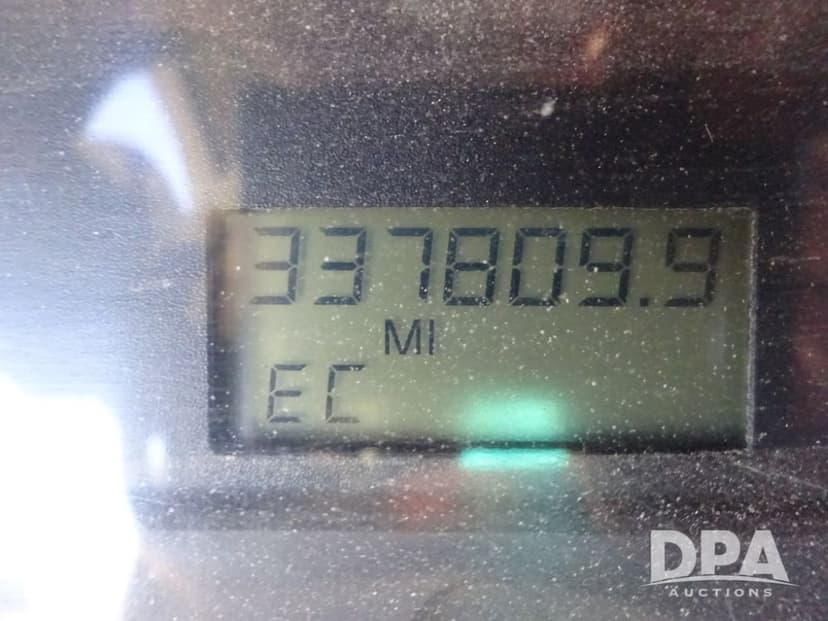 337809.9
MI
EC
DPA
AUCTIONS